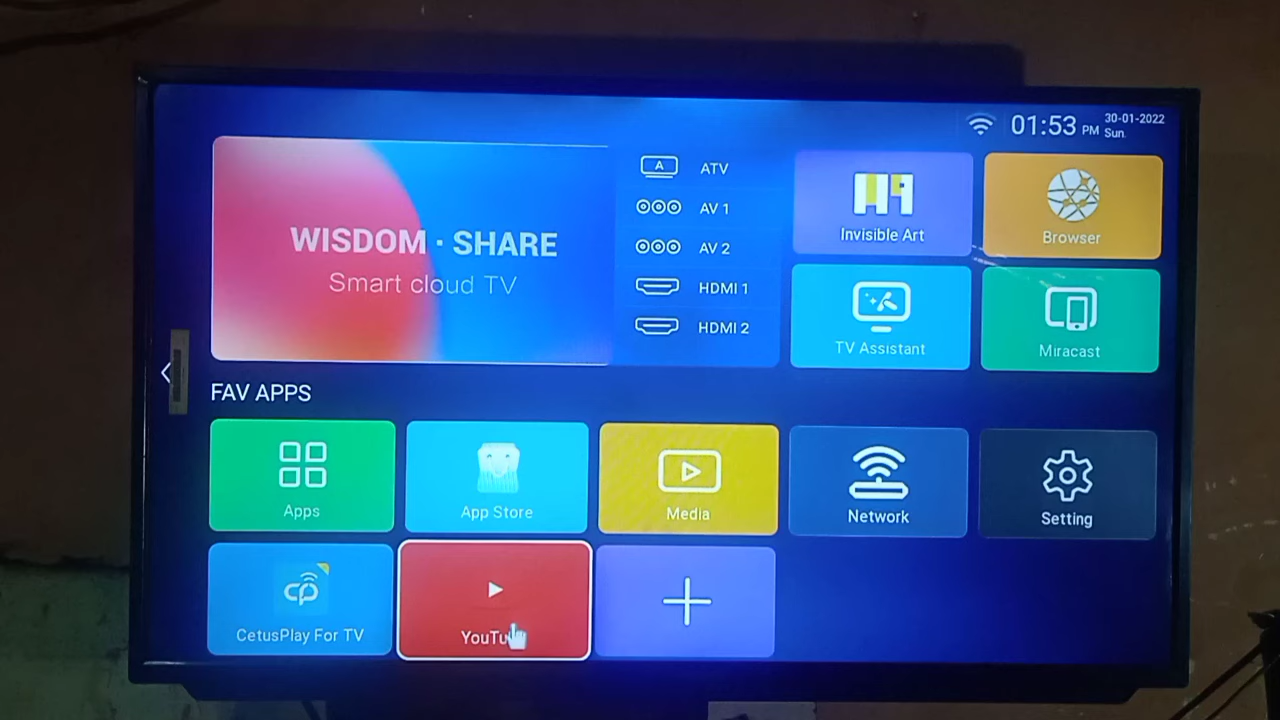 01:53 PM 30-01-2022
Sun.
WISDOM · SHARE
Smart cloud TV
A ATV
AV 1
AV 2
HDMI 1
HDMI 2
Invisible Art
Browser
TV Assistant
Miracast
FAV APPS
Apps
App Store
Media
Network
Setting
cp
CetusPlay For TV
YouTu